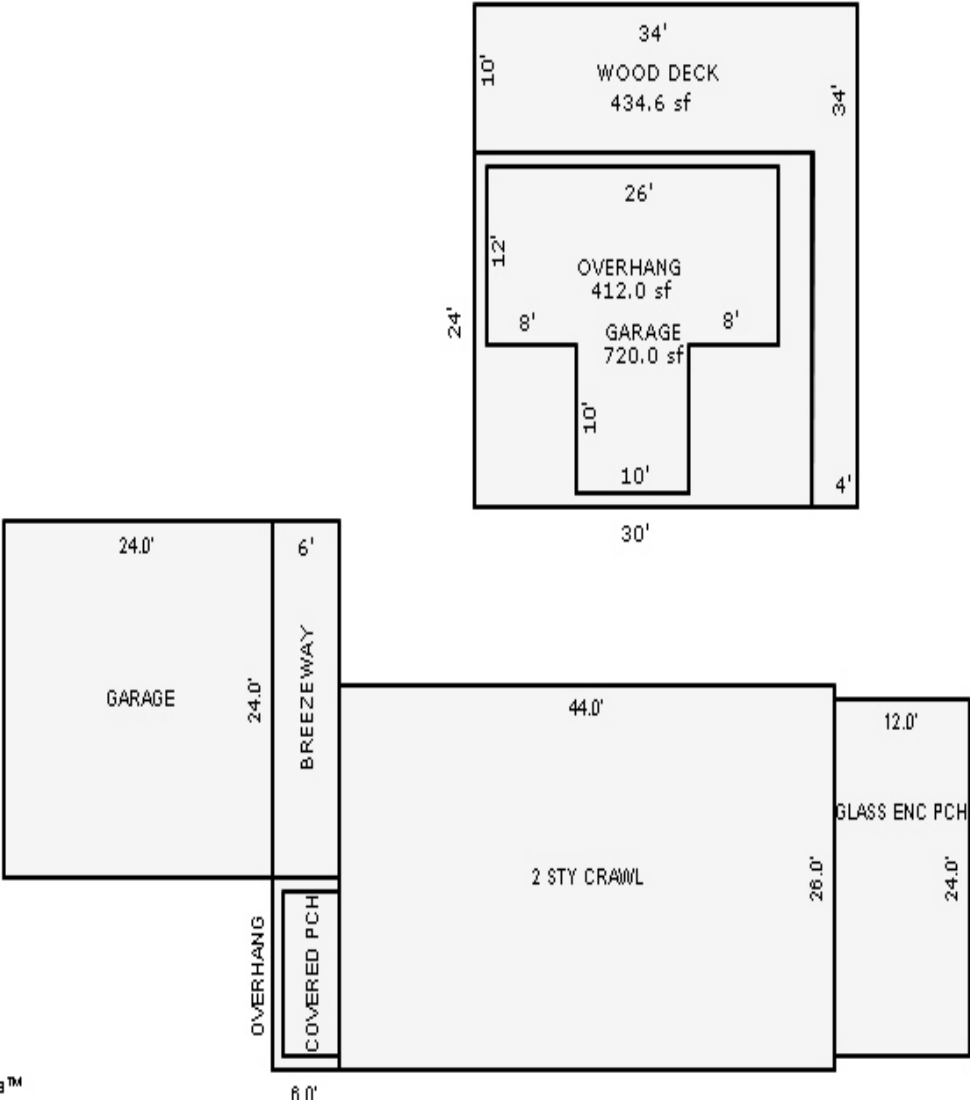 34'
10'
WOOD DECK
434.6 sf
34'
26'
12'
OVERHANG
412.0 sf
24'
8'
8'
GARAGE
720.0 sf
10'
10'
4'
30'
24.0'
6'
BREEZEWAY
GARAGE
24.0'
44.0'
12.0'
GLASS ENC PCH
2 STY CRAWL
26.0'
24.0'
OVERHANG
COVERED PCH
6.0'